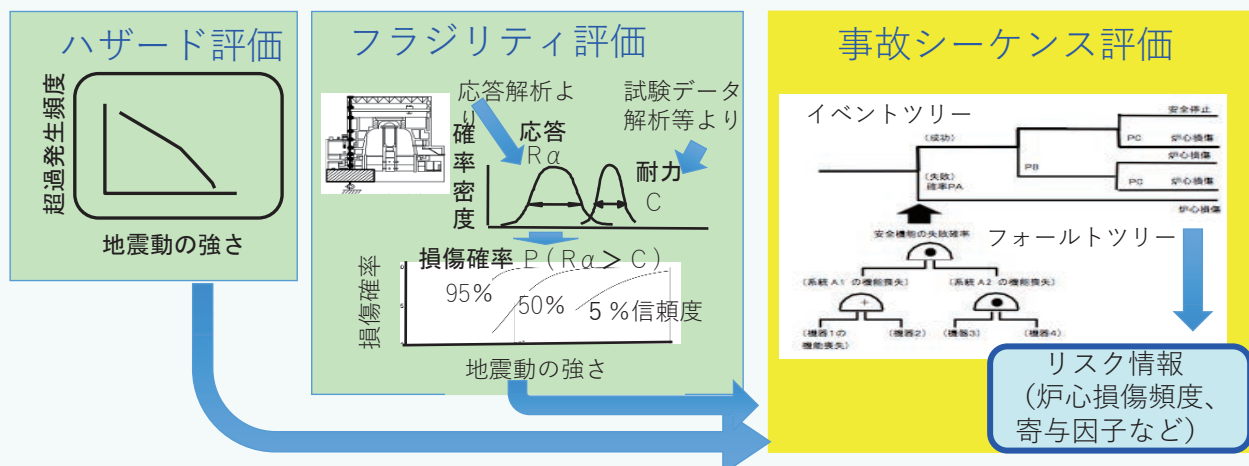 ハザード評価
超過発生頻度
地震動の強さ
フラジリティ評価
応答解析よ
り
試験データ
解析等より
確率密度
応答
Rα
耐力
C
損傷確率 P(Rα>C)
損傷確率
95%
50%
5%信頼度
地震動の強さ
事故シーケンス評価
イベントツリー
安全停止
(成功)
PC
炉心損傷
PB
炉心損傷
(失敗)
確率PA
PC
炉心損傷
炉心損傷
安全機能の失敗確率
フォールトツリー
(系統A1 の機能喪失)
(系統A2 の機能喪失)
(機器1の
機能喪失)
(機器2)
(機器3)
(機器4)
リスク情報
(炉心損傷頻度、
寄与因子など)